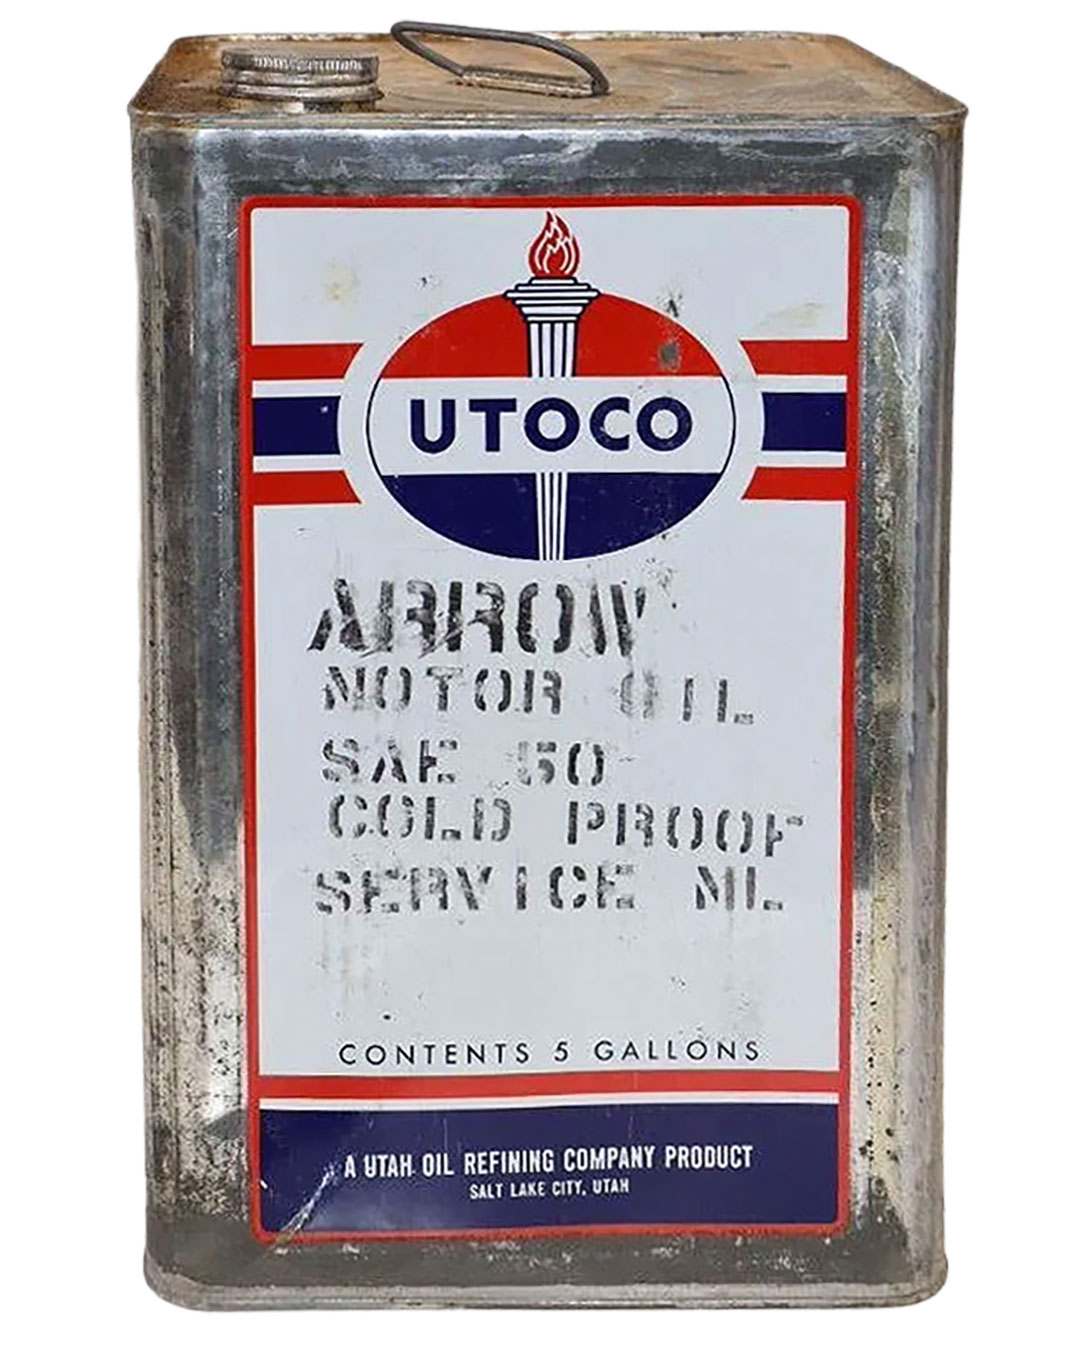 UTOCO
ARROW
MOTOR OIL
SAE 50
COLD PROOF
SERVICE ML
CONTENTS 5 GALLONS
A UTAH OIL REFINING COMPANY PRODUCT
SALT LAKE CITY, UTAH